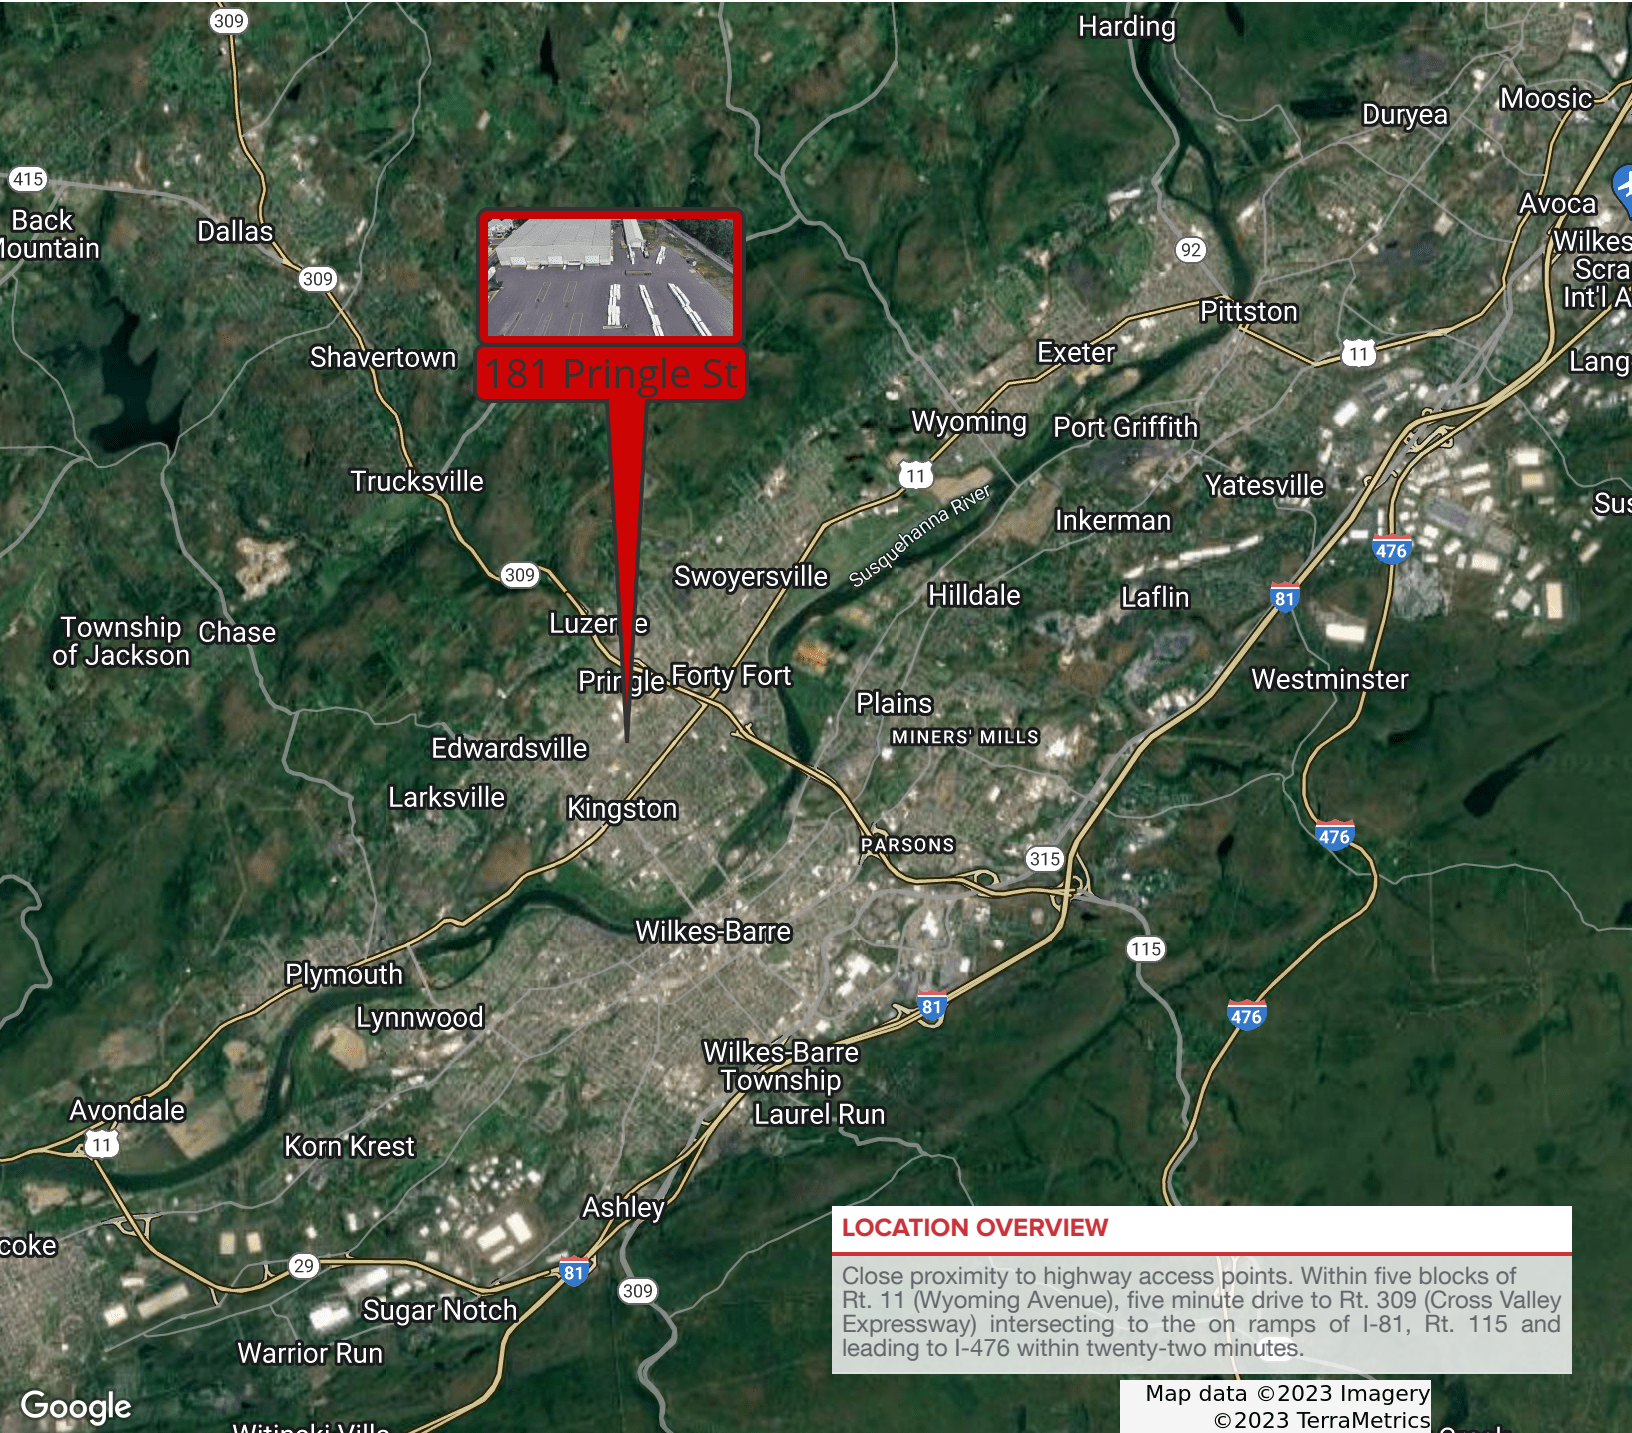 309
Harding
Moosic
Duryea
415
Back
Mountain
Dallas
Avoca
92
309
Pittston
181 Pringle St
Shavertown
Exeter
11
Wyoming
Port Griffith
Trucksville
11
Yatesville
Susquehanna River
Inkerman
476
309
Swoyersville
Hilldale
Laflin
81
Luzerne
Township
of Jackson
Chase
Pringle
Forty Fort
Westminster
Plains
MINERS' MILLS
Edwardsville
Larksville
Kingston
476
PARSONS
315
Wilkes-Barre
115
Plymouth
Lynnwood
81
476
Wilkes-Barre
Township
Laurel Run
Avondale
11
Korn Krest
Ashley
coke
29
81
309
Sugar Notch
Warrior Run
LOCATION OVERVIEW
Close proximity to highway access points. Within five blocks of
Rt. 11 (Wyoming Avenue), five minute drive to Rt. 309 (Cross Valley
Expressway) intersecting to the on ramps of I-81, Rt. 115 and
leading to I-476 within twenty-two minutes.
Google
Map data ©2023 Imagery
©2023 TerraMetrics